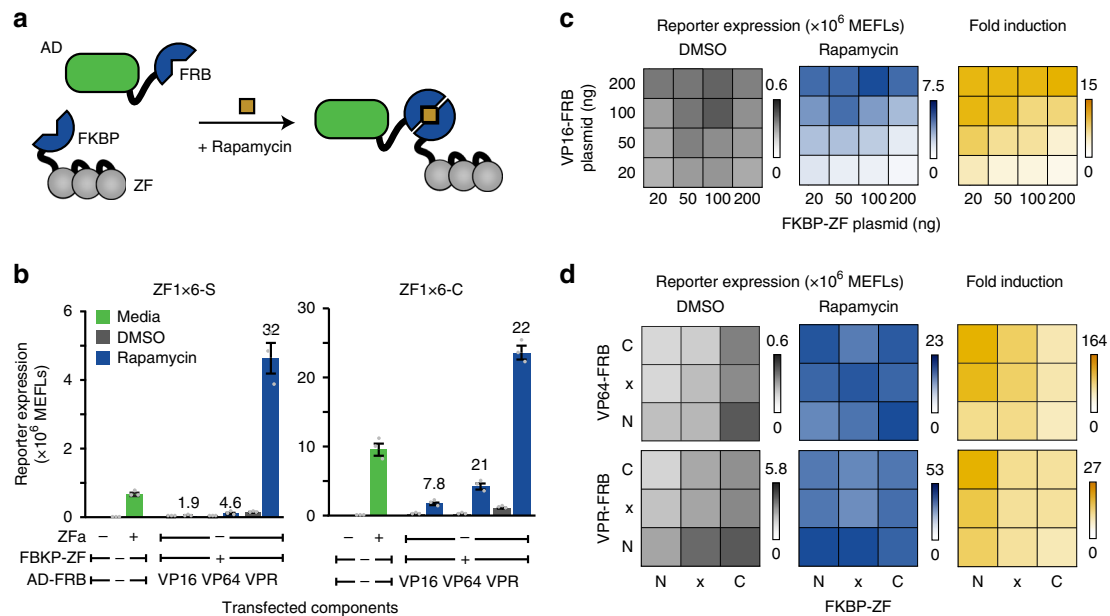 a
AD
FRB
FKBP
ZF
+ Rapamycin
b
ZF1×6-S
ZF1×6-C
Reporter expression
(×10⁶ MEFLs)
6
4
2
0
Media
DMSO
Rapamycin
1.9
4.6
32
30
20
10
0
7.8
21
22
ZFa
− + −
− + −
FBKP-ZF
− +
+
AD-FRB
− VP16 VP64 VPR
− VP16 VP64 VPR
Transfected components
c
Reporter expression (×10⁶ MEFLs)
DMSO
Rapamycin
Fold induction
VP16-FRB
plasmid (ng)
200
100
50
20
0.6
0
7.5
0
15
0
20 50 100 200
20 50 100 200
20 50 100 200
FKBP-ZF plasmid (ng)
d
Reporter expression (×10⁶ MEFLs)
DMSO
Rapamycin
Fold induction
VP64-FRB
C
x
N
0.6
0
23
0
164
0
VPR-FRB
C
x
N
5.8
0
53
0
27
0
N x C
N x C
N x C
FKBP-ZF